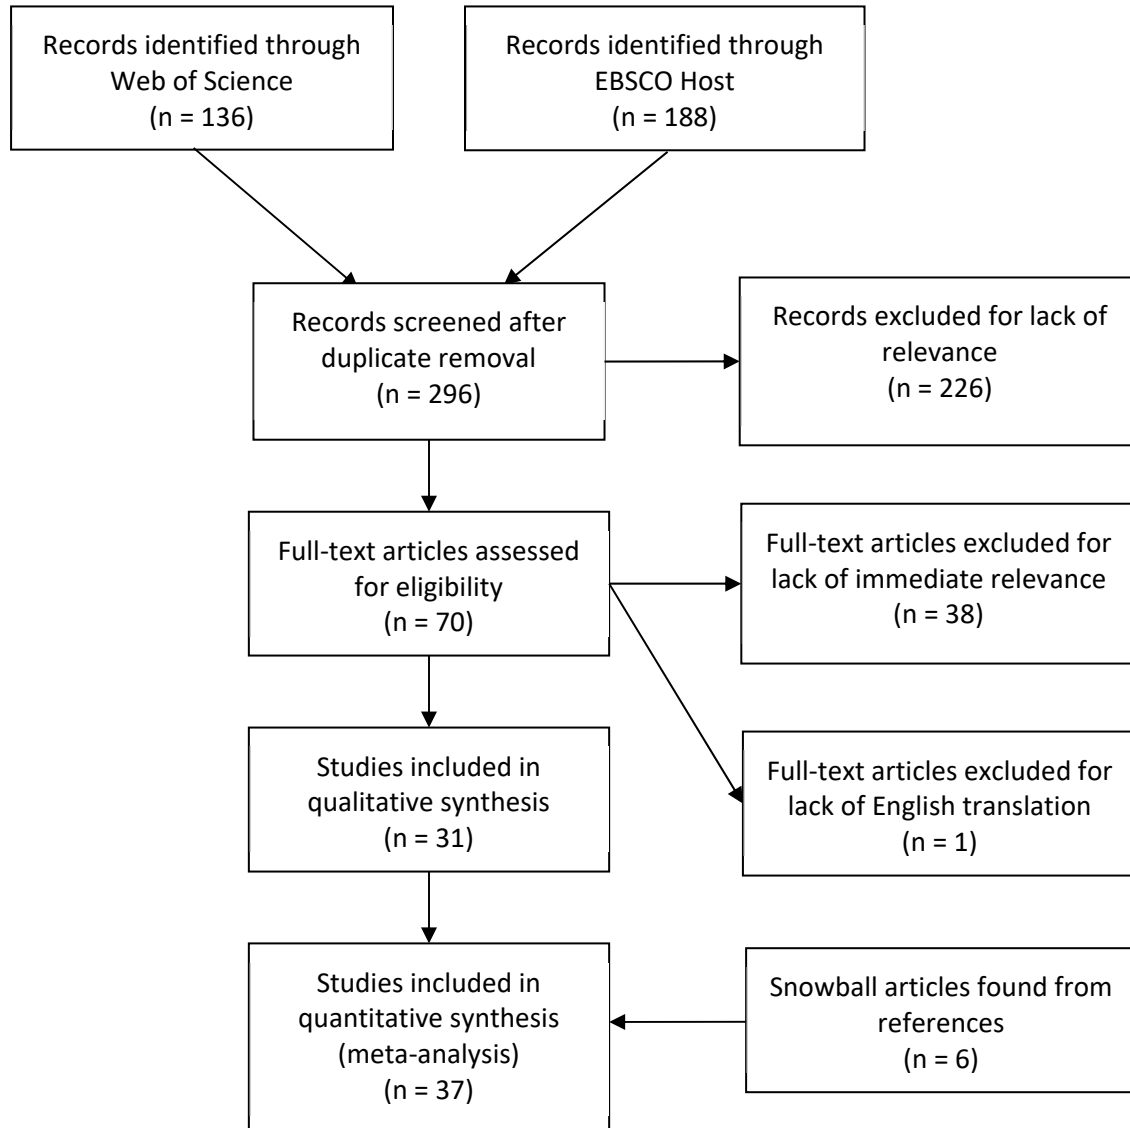 Records identified through
Web of Science
(n = 136)
Records identified through
EBSCO Host
(n = 188)
Records screened after
duplicate removal
(n = 296)
Records excluded for lack of
relevance
(n = 226)
Full-text articles assessed
for eligibility
(n = 70)
Full-text articles excluded for
lack of immediate relevance
(n = 38)
Studies included in
qualitative synthesis
(n = 31)
Full-text articles excluded for
lack of English translation
(n = 1)
Studies included in
quantitative synthesis
(meta-analysis)
(n = 37)
Snowball articles found from
references
(n = 6)